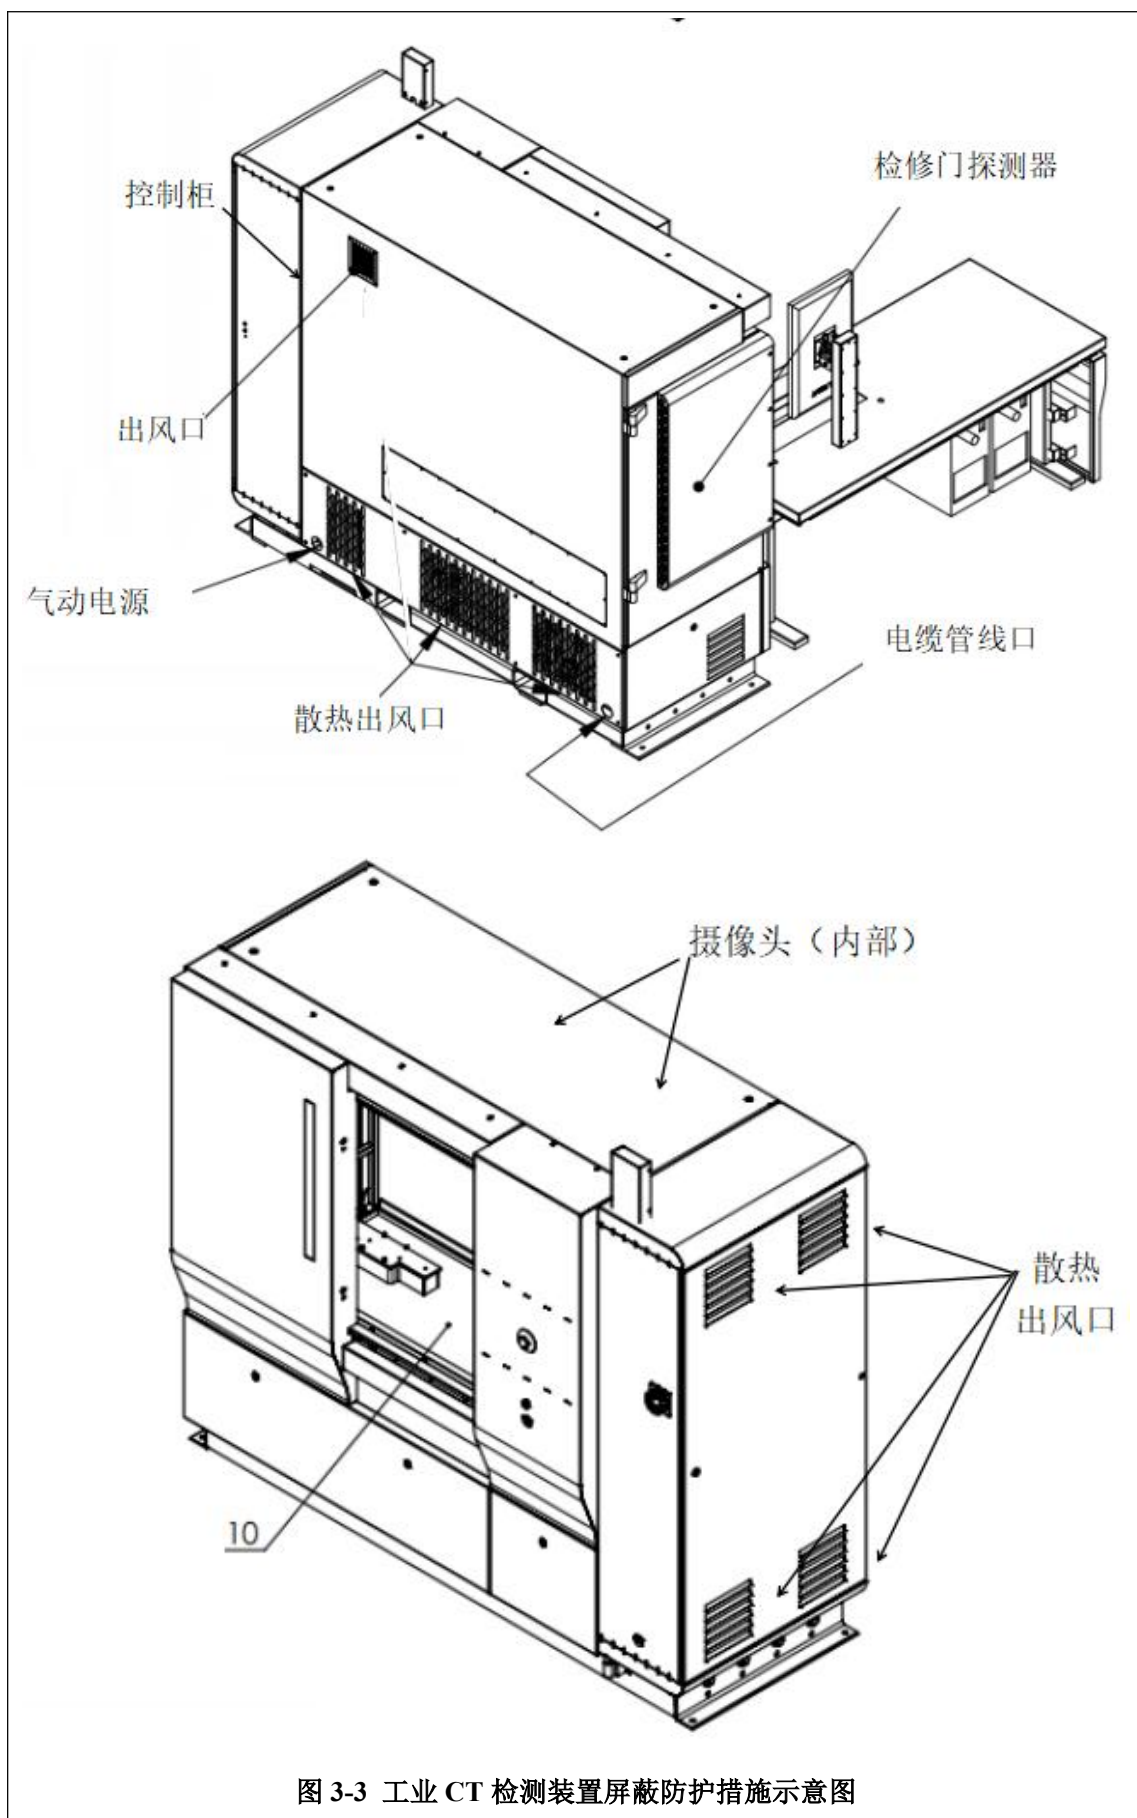 检修门探测器
控制柜
出风口
气动电源
电缆管线口
散热出风口
摄像头（内部）
散热
出风口
10
图 3-3 工业 CT 检测装置屏蔽防护措施示意图